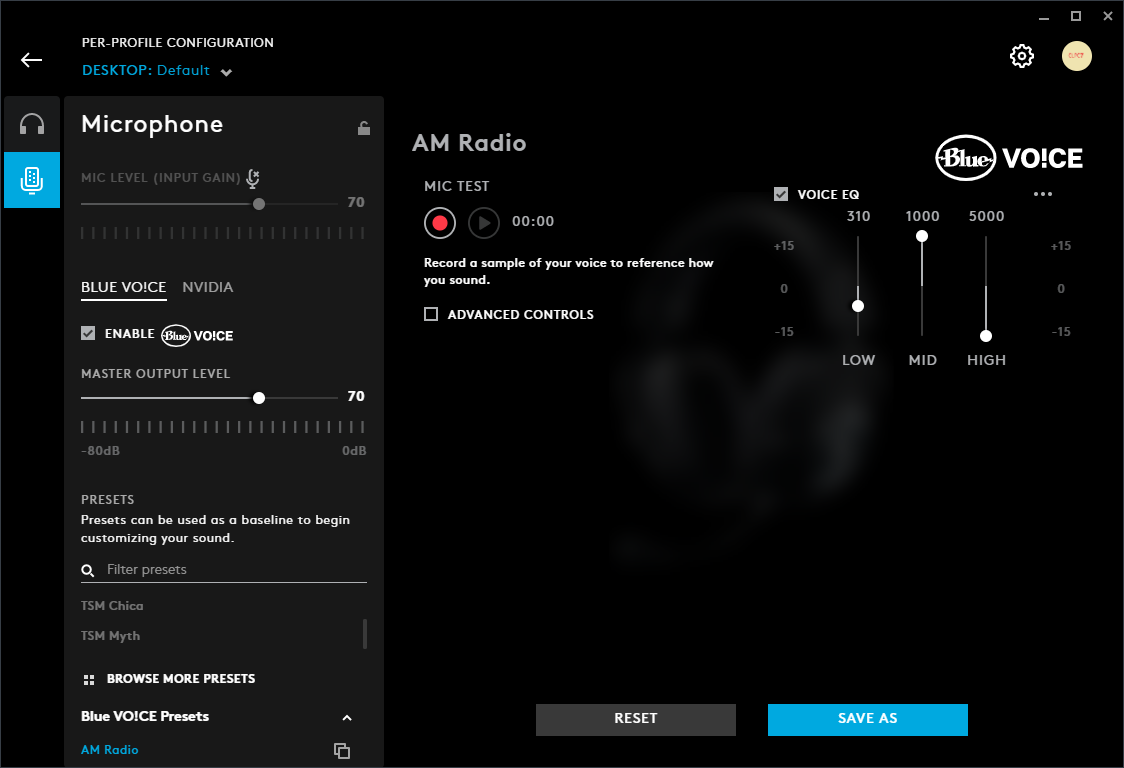 PER-PROFILE CONFIGURATION
DESKTOP: Default
Microphone
MIC LEVEL (INPUT GAIN)
70
BLUE VO!CE NVIDIA
ENABLE Blue VO!CE
MASTER OUTPUT LEVEL
70
-80dB 0dB
PRESETS
Presets can be used as a baseline to begin
customizing your sound.
Filter presets
TSM Chica
TSM Myth
BROWSE MORE PRESETS
Blue VO!CE Presets
AM Radio
AM Radio
Blue VO!CE
MIC TEST
00:00
Record a sample of your voice to reference how
you sound.
ADVANCED CONTROLS
VOICE EQ
310 1000 5000
+15 +15
0 0
-15 -15
LOW MID HIGH
RESET SAVE AS